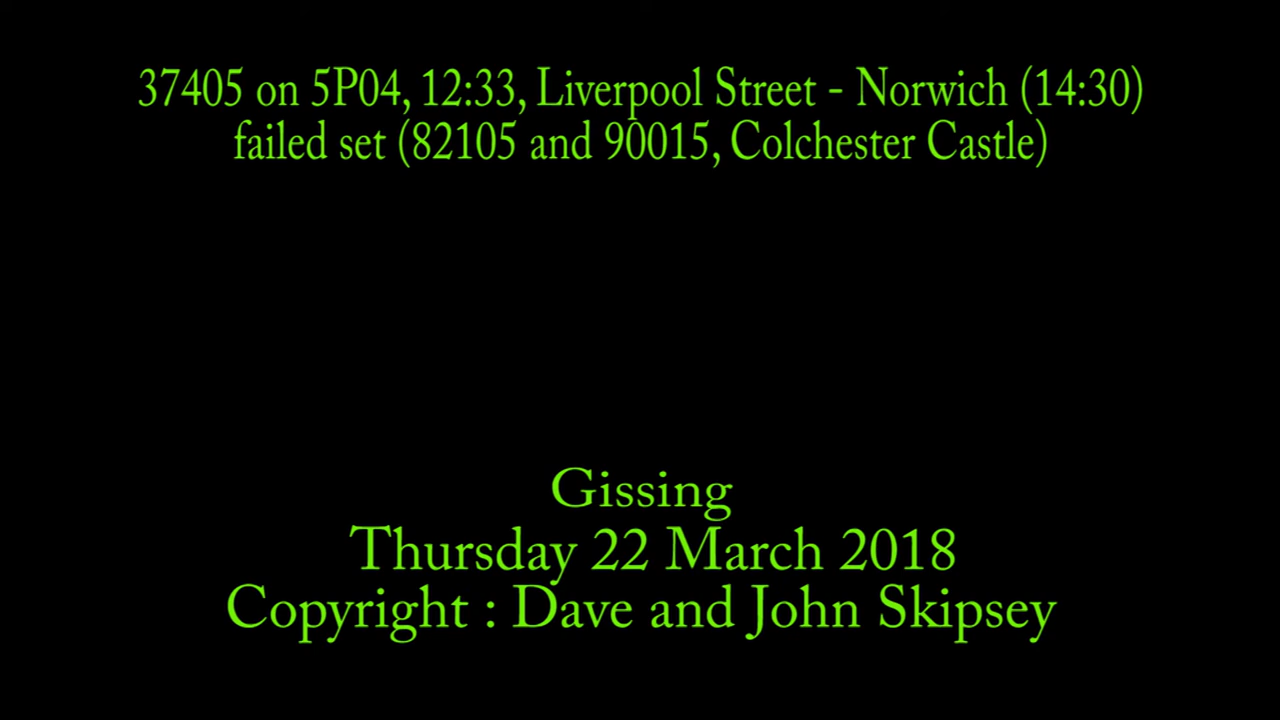 37405 on 5P04, 12:33, Liverpool Street - Norwich (14:30)
failed set (82105 and 90015, Colchester Castle)
Gissing
Thursday 22 March 2018
Copyright : Dave and John Skipsey